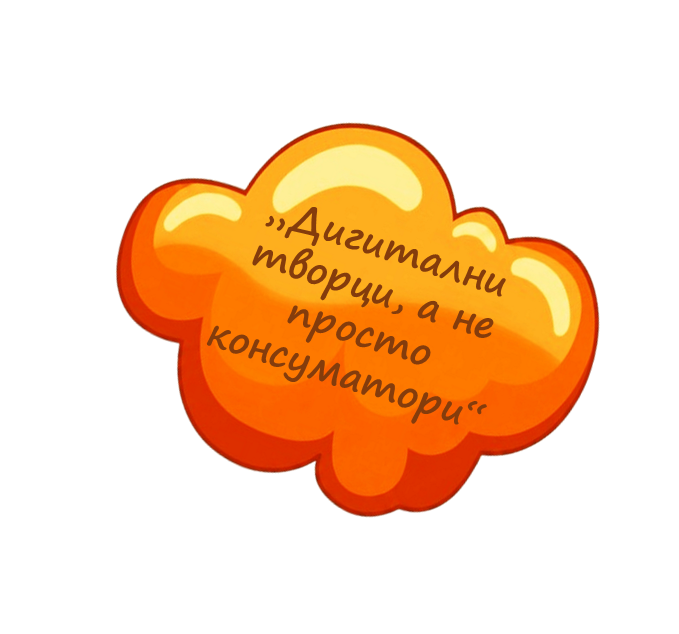 „Дигитални
творци, а не
просто
консуматори“